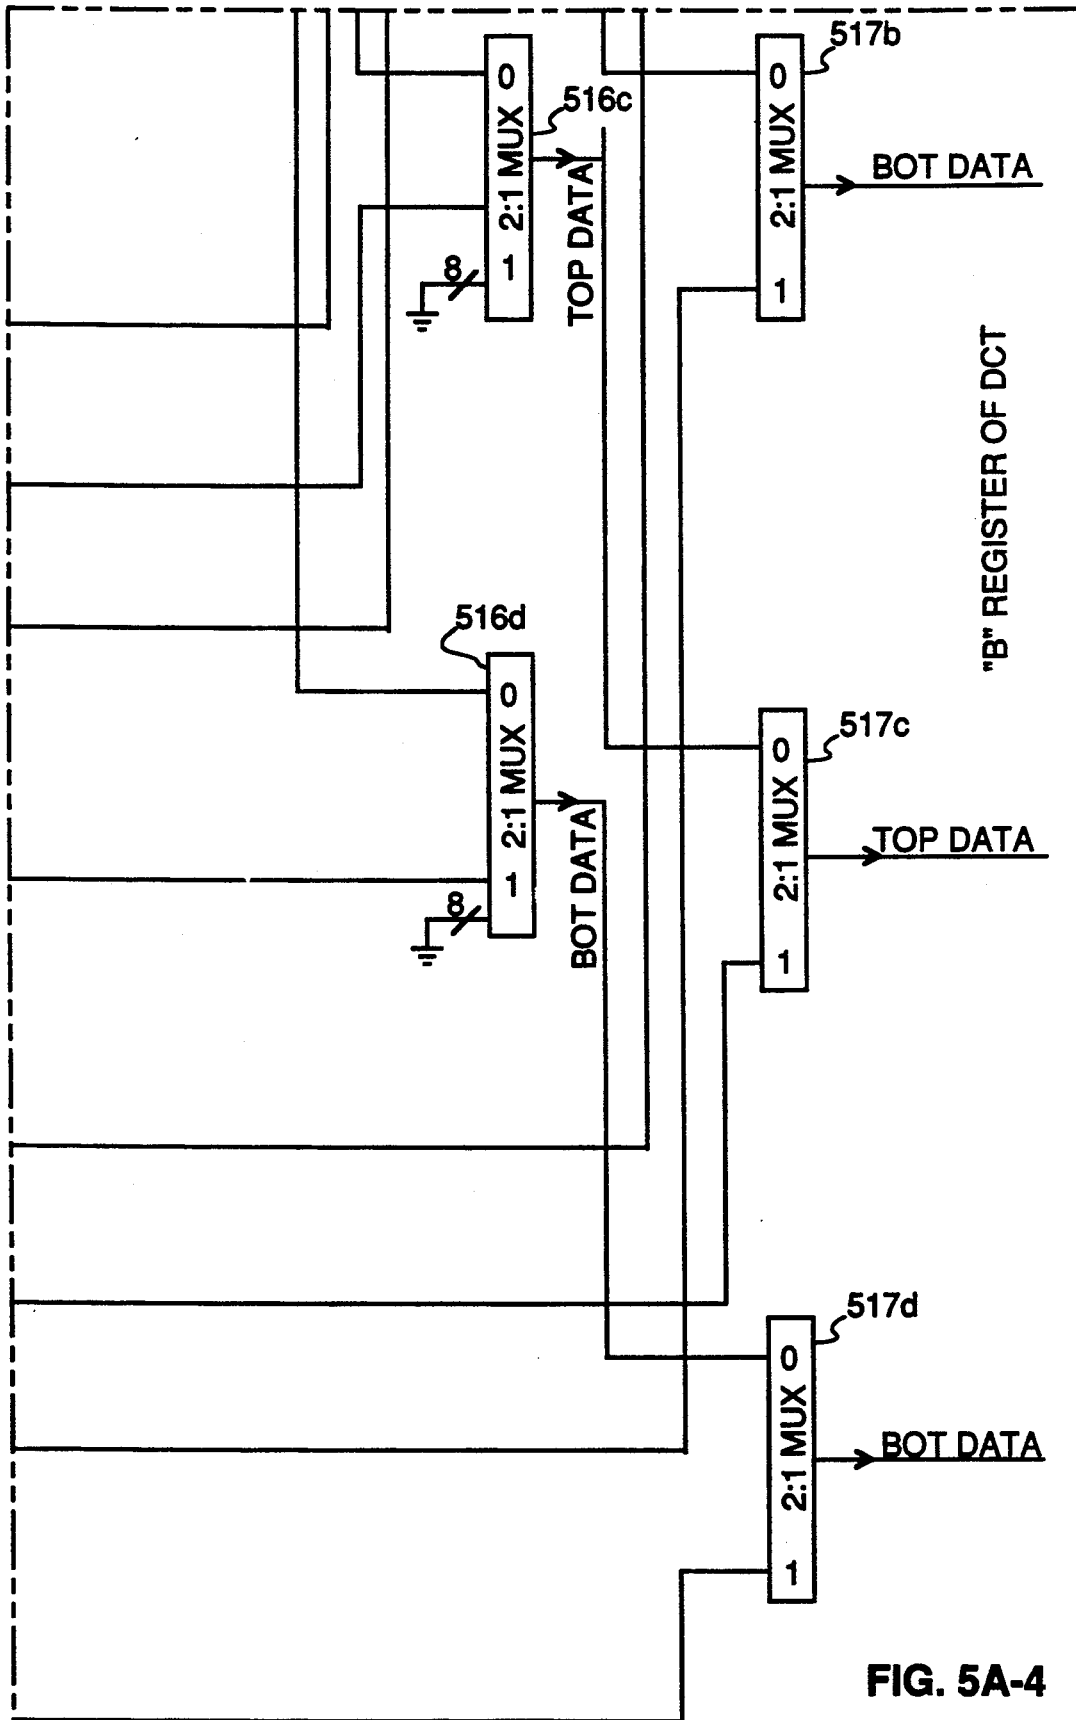 517b
0
2:1 MUX
1
BOT DATA
516c
0
2:1 MUX
1
8
TOP DATA
"B" REGISTER OF DCT
516d
0
2:1 MUX
1
8
BOT DATA
517c
0
2:1 MUX
1
TOP DATA
517d
0
2:1 MUX
1
BOT DATA
FIG. 5A-4